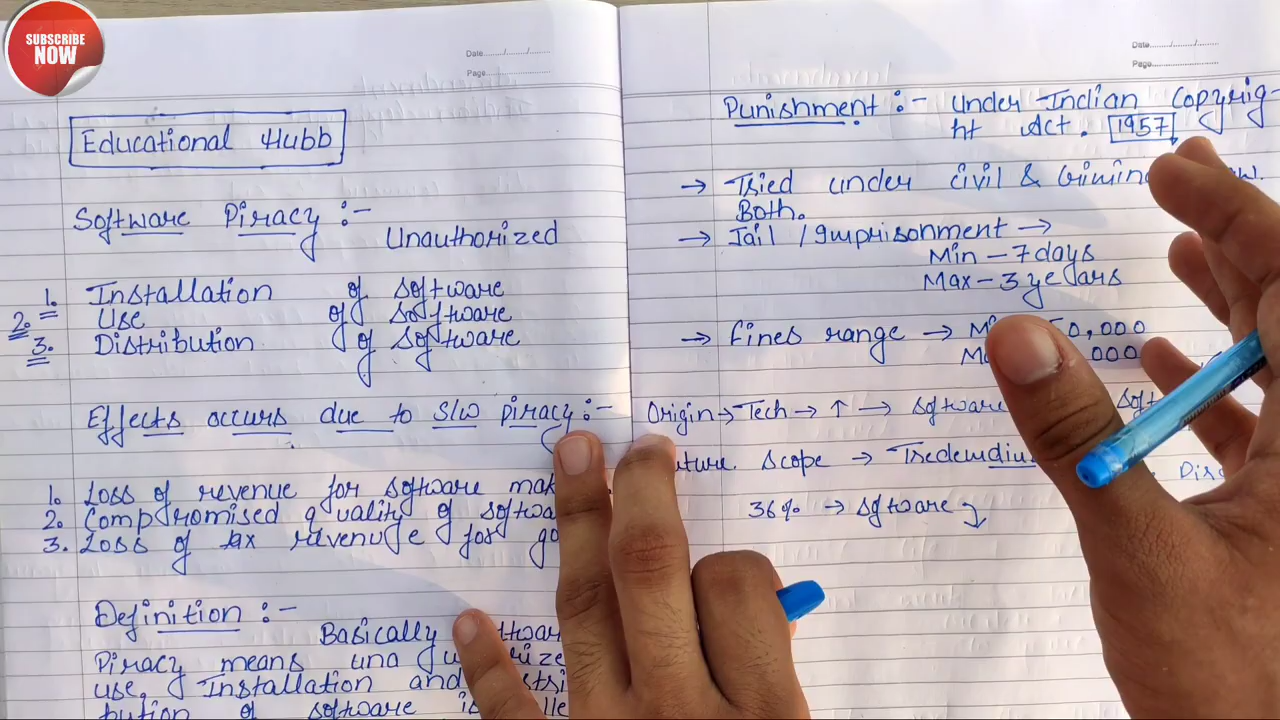 SUBSCRIBE
NOW
Date
Page
Educational Hubb
Software Piracy :-
Unauthorized
1. Installation of software
2. Use of software
3. Distribution of software
Effects occurs due to S/W Piracy :-
1. Loss of revenue for software
2. Compromised quality of
3. Loss of tax revenue for
Definition :-
Basically
Piracy means
use, Installation and
bution of software
Date
Page
Punishment :- Under Indian Copyrig-
ht Act. 1957
→ Tried under civil &
Both.
→ Jail / Imprisonment →
Min - 7 days
Max - 3 years
→ fines range →
000
Origin → Tech → ↑ → software
Scope →
36% → software ↘